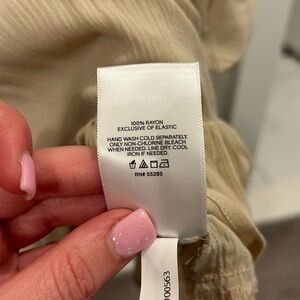 100% RAYON
EXCLUSIVE OF ELASTIC
HAND WASH COLD SEPARATELY.
ONLY NON-CHLORINE BLEACH
WHEN NEEDED. LINE DRY. COOL
IRON IF NEEDED.
RN# 55285
00563